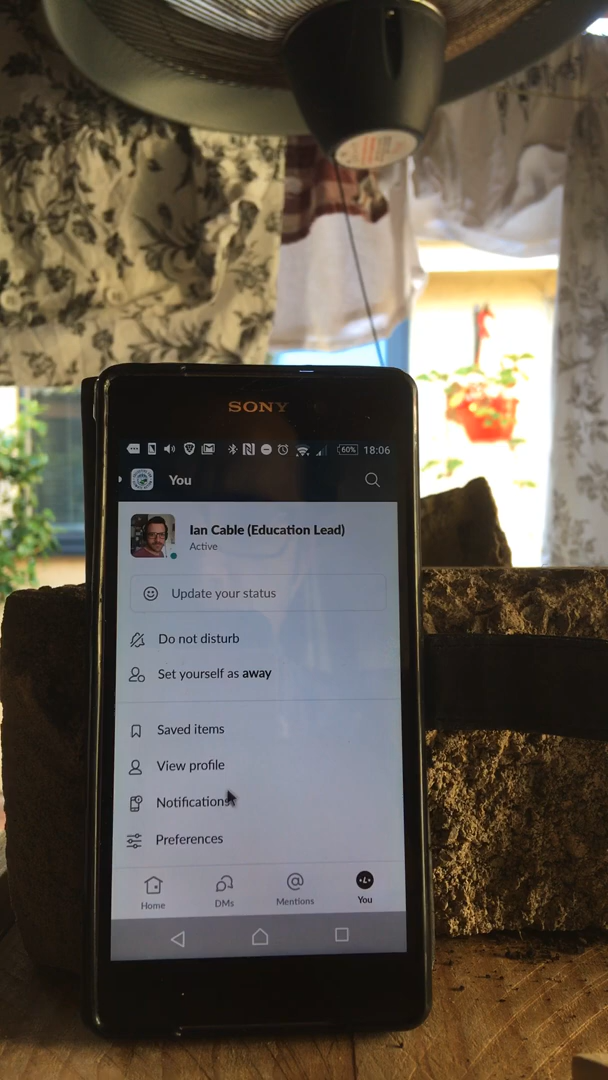 SONY
60% 18:06
You
Ian Cable (Education Lead)
Active
Update your status
Do not disturb
Set yourself as away
Saved items
View profile
Notifications
Preferences
Home
DMs
Mentions
You